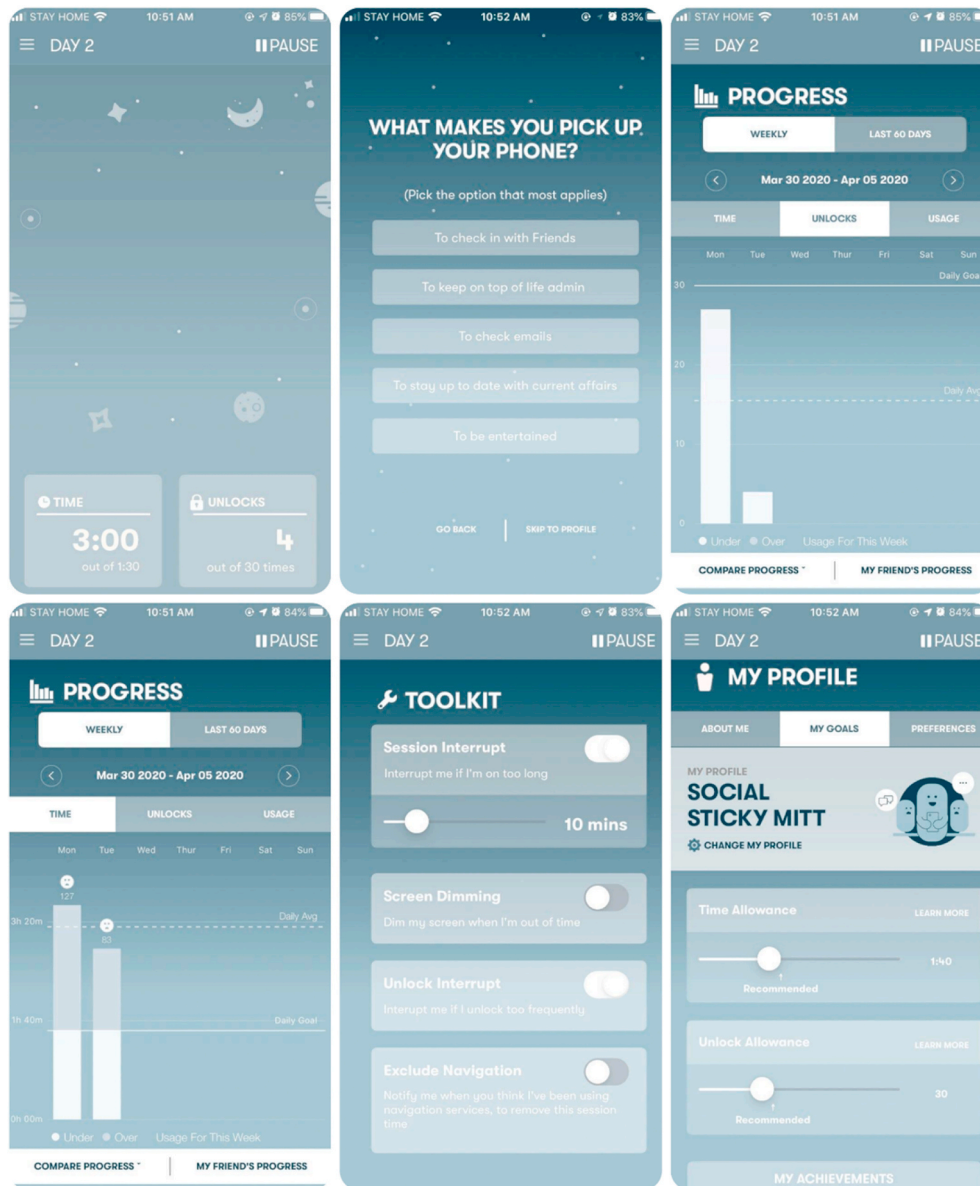 STAY HOME 10:51 AM 85%
DAY 2 PAUSE
TIME
3:00
out of 1:30
UNLOCKS
4
out of 30 times
STAY HOME 10:52 AM 83%
WHAT MAKES YOU PICK UP
YOUR PHONE?
(Pick the option that most applies)
To check in with Friends
To keep on top of life admin
To check emails
To stay up to date with current affairs
To be entertained
GO BACK SKIP TO PROFILE
STAY HOME 10:51 AM 85%
DAY 2 PAUSE
PROGRESS
WEEKLY LAST 60 DAYS
Mar 30 2020 - Apr 05 2020
TIME UNLOCKS USAGE
Mon Tue Wed Thur Fri Sat Sun
Daily Goal
30
20
Daily Avg
10
0
Under Over Usage For This Week
COMPARE PROGRESS MY FRIEND'S PROGRESS
STAY HOME 10:51 AM 84%
DAY 2 PAUSE
PROGRESS
WEEKLY LAST 60 DAYS
Mar 30 2020 - Apr 05 2020
TIME UNLOCKS USAGE
Mon Tue Wed Thur Fri Sat Sun
127
3h 20m Daily Avg
83
1h 40m Daily Goal
0h 00m
Under Over Usage For This Week
COMPARE PROGRESS MY FRIEND'S PROGRESS
STAY HOME 10:52 AM 83%
DAY 2 PAUSE
TOOLKIT
Session Interrupt
Interrupt me if I'm on too long
10 mins
Screen Dimming
Dim my screen when I'm out of time
Unlock Interrupt
Interupt me if I unlock too frequently
Exclude Navigation
Notify me when you think I've been using
navigation services, to remove this session
time
STAY HOME 10:52 AM 84%
DAY 2 PAUSE
MY PROFILE
ABOUT ME MY GOALS PREFERENCES
MY PROFILE
SOCIAL
STICKY MITT
CHANGE MY PROFILE
Time Allowance LEARN MORE
1:40
Recommended
Unlock Allowance LEARN MORE
30
Recommended
MY ACHIEVEMENTS